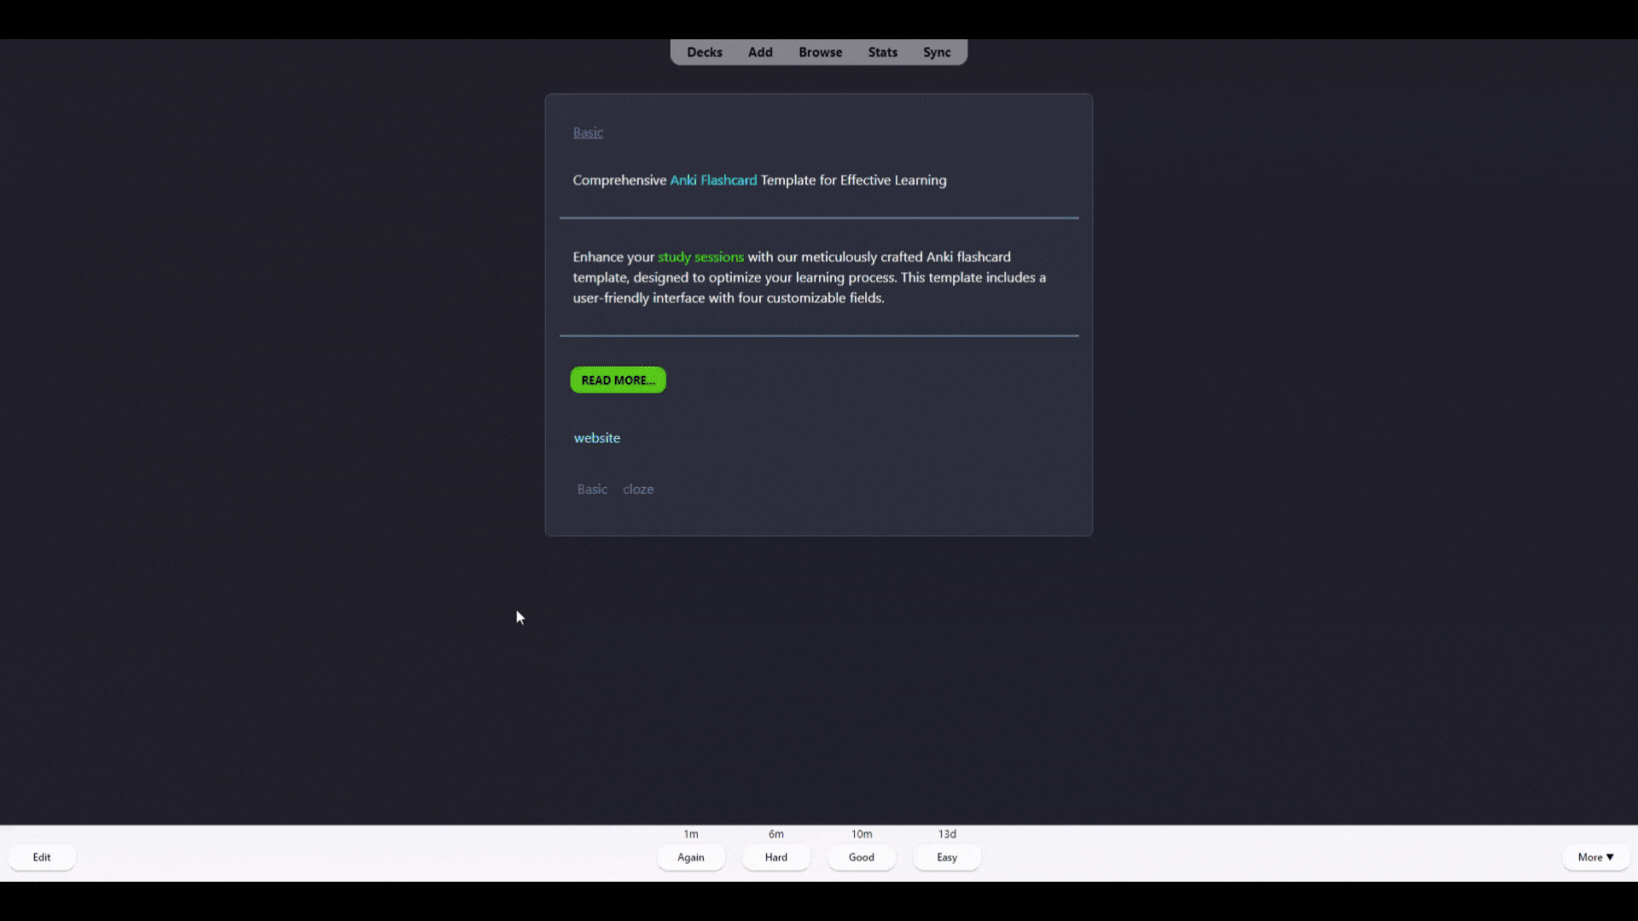 Decks Add Browse Stats Sync
Basic
Comprehensive Anki Flashcard Template for Effective Learning
Enhance your study sessions with our meticulously crafted Anki flashcard
template, designed to optimize your learning process. This template includes a
user-friendly interface with four customizable fields.
READ MORE...
website
Basic cloze
1m 6m 10m 13d
Edit Again Hard Good Easy More ▼